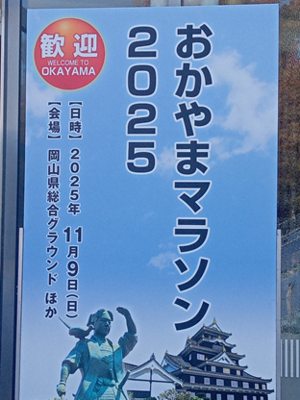 歓迎
WELCOME TO
OKAYAMA
おかやまマラソン
2025
【日時】2025年11月9日(日)
【会場】岡山県総合グラウンド ほか